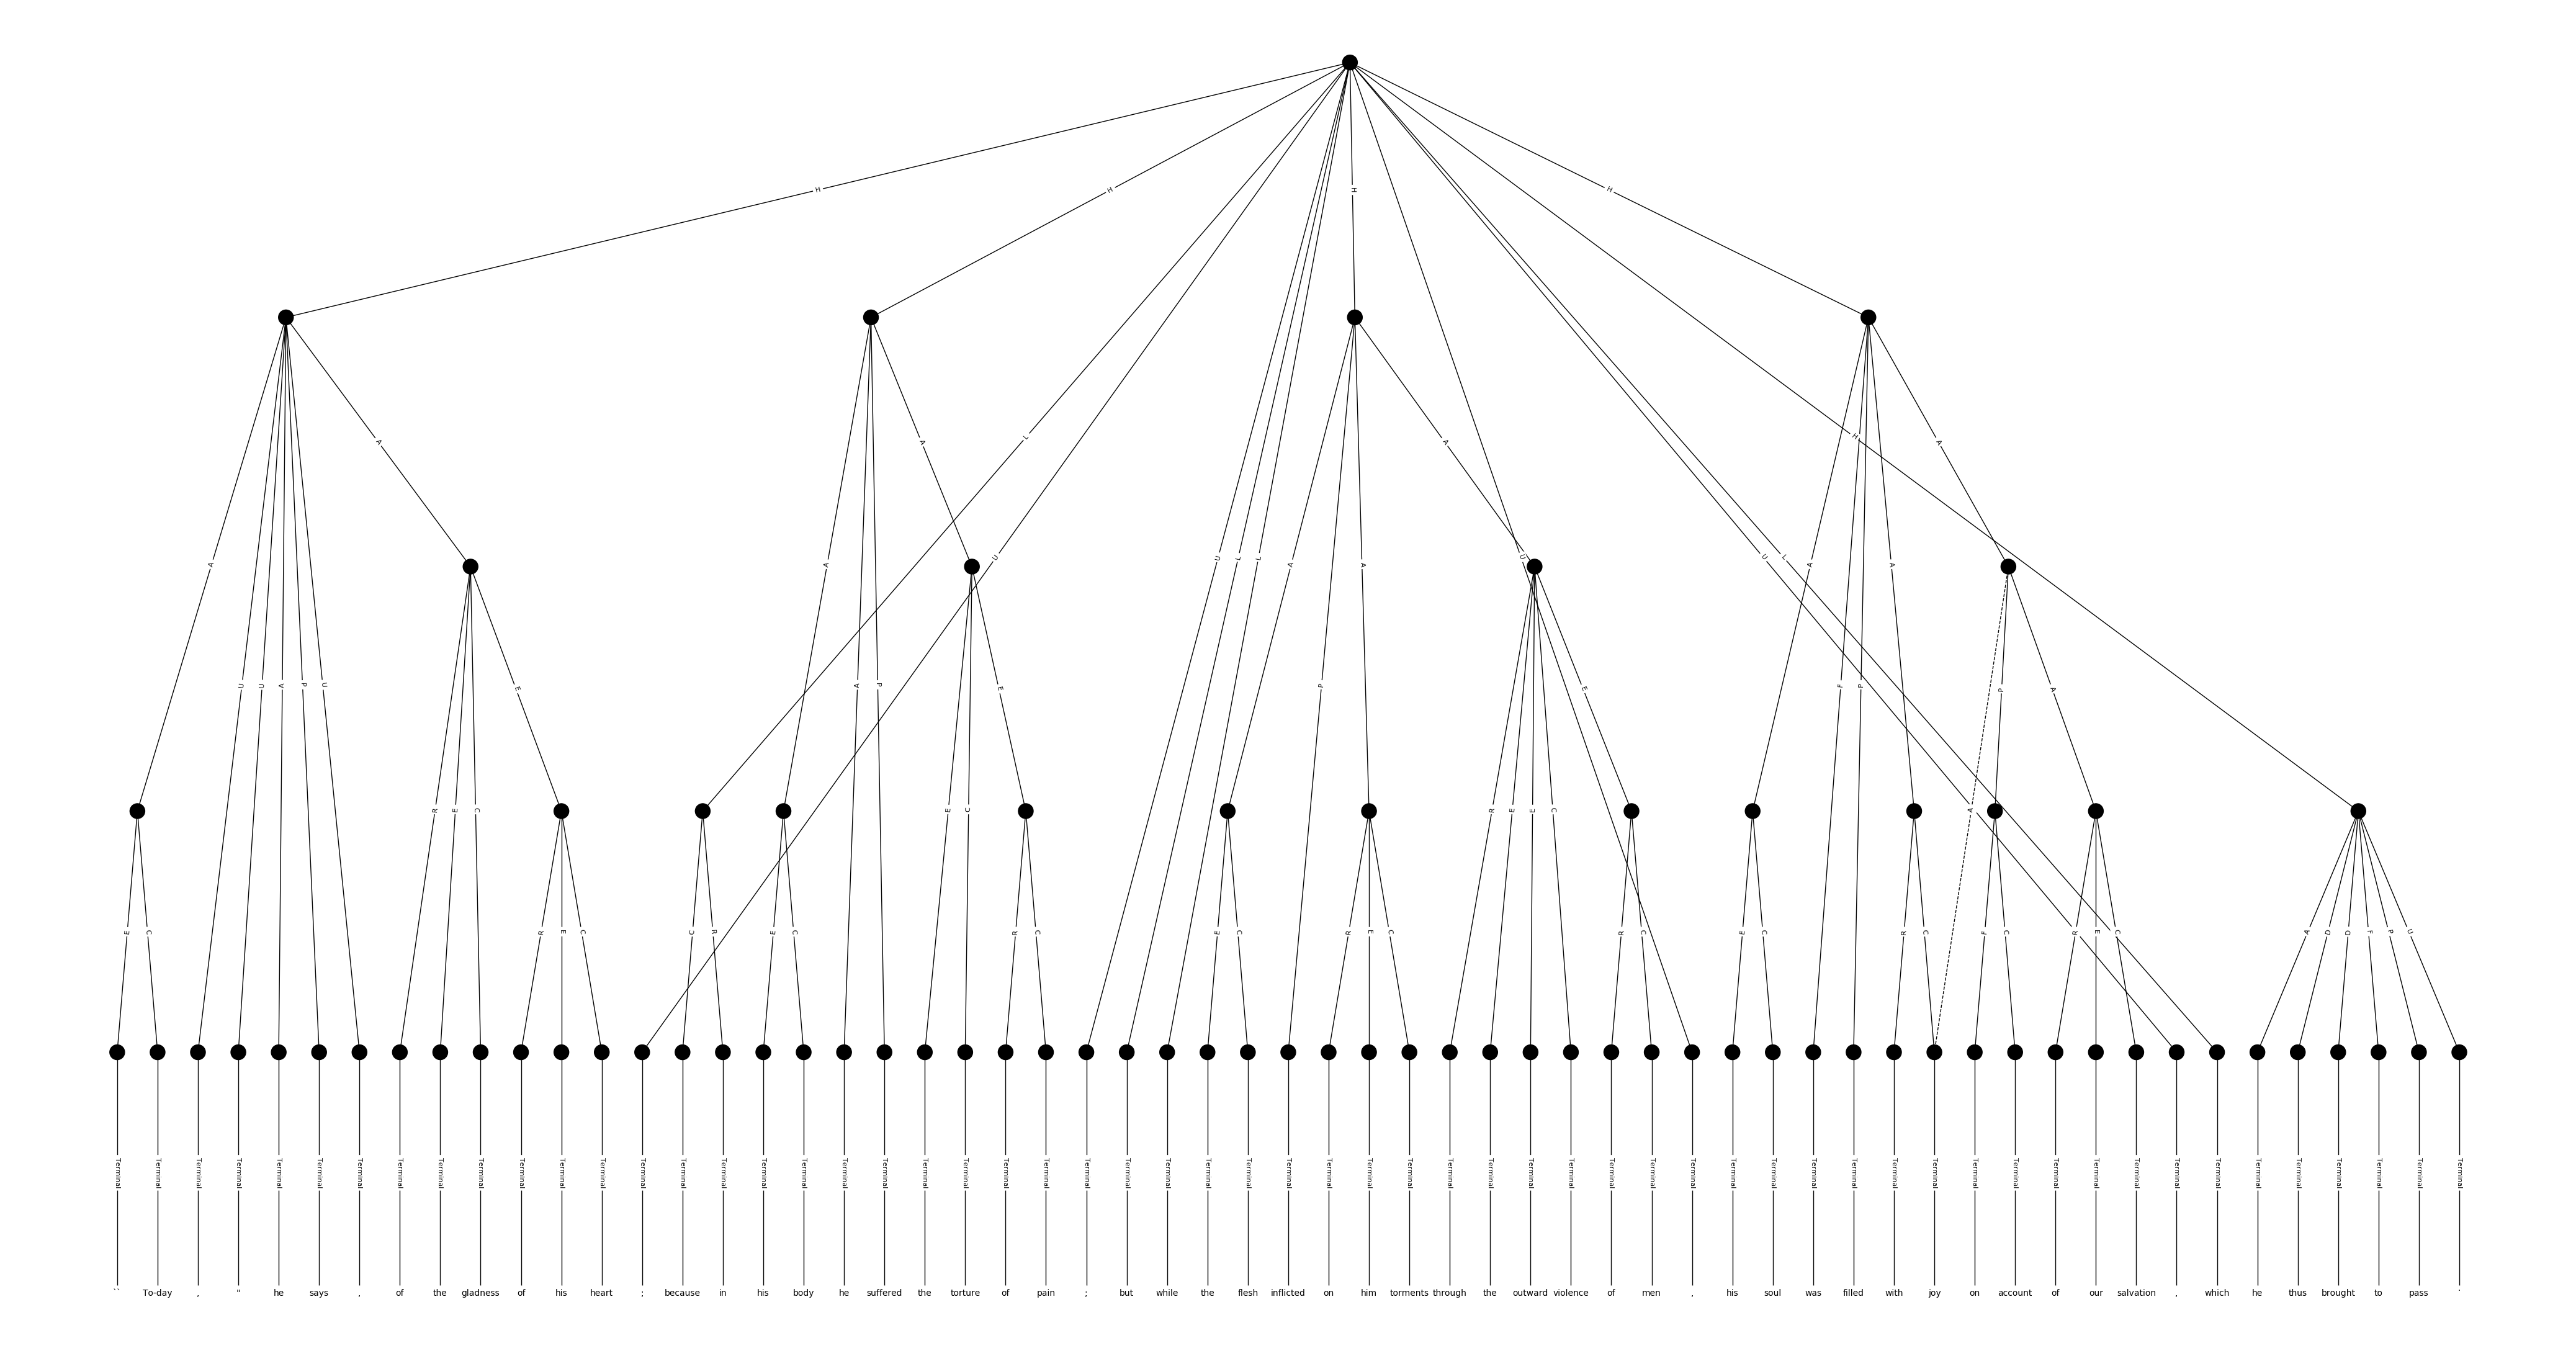 H H H H
L A A A H A
A A U U L L A A U U L A
U U A P U E A P E P E F P P A
R E C E C R E E C A
E C R E C C R E C R C E C R E C R C E C R C F C R E C A D D F P U
Terminal Terminal Terminal Terminal Terminal Terminal Terminal Terminal Terminal Terminal Terminal Terminal Terminal Terminal Terminal Terminal Terminal Terminal Terminal Terminal Terminal Terminal Terminal Terminal Terminal Terminal Terminal Terminal Terminal Terminal Terminal Terminal Terminal Terminal Terminal Terminal Terminal Terminal Terminal Terminal Terminal Terminal Terminal Terminal Terminal Terminal Terminal Terminal Terminal Terminal Terminal Terminal Terminal Terminal Terminal Terminal Terminal Terminal Terminal
`` To-day , " he says , of the gladness of his heart ; because in his body he suffered the torture of pain ; but while the flesh inflicted on him torments through the outward violence of men , his soul was filled with joy on account of our salvation , which he thus brought to pass '